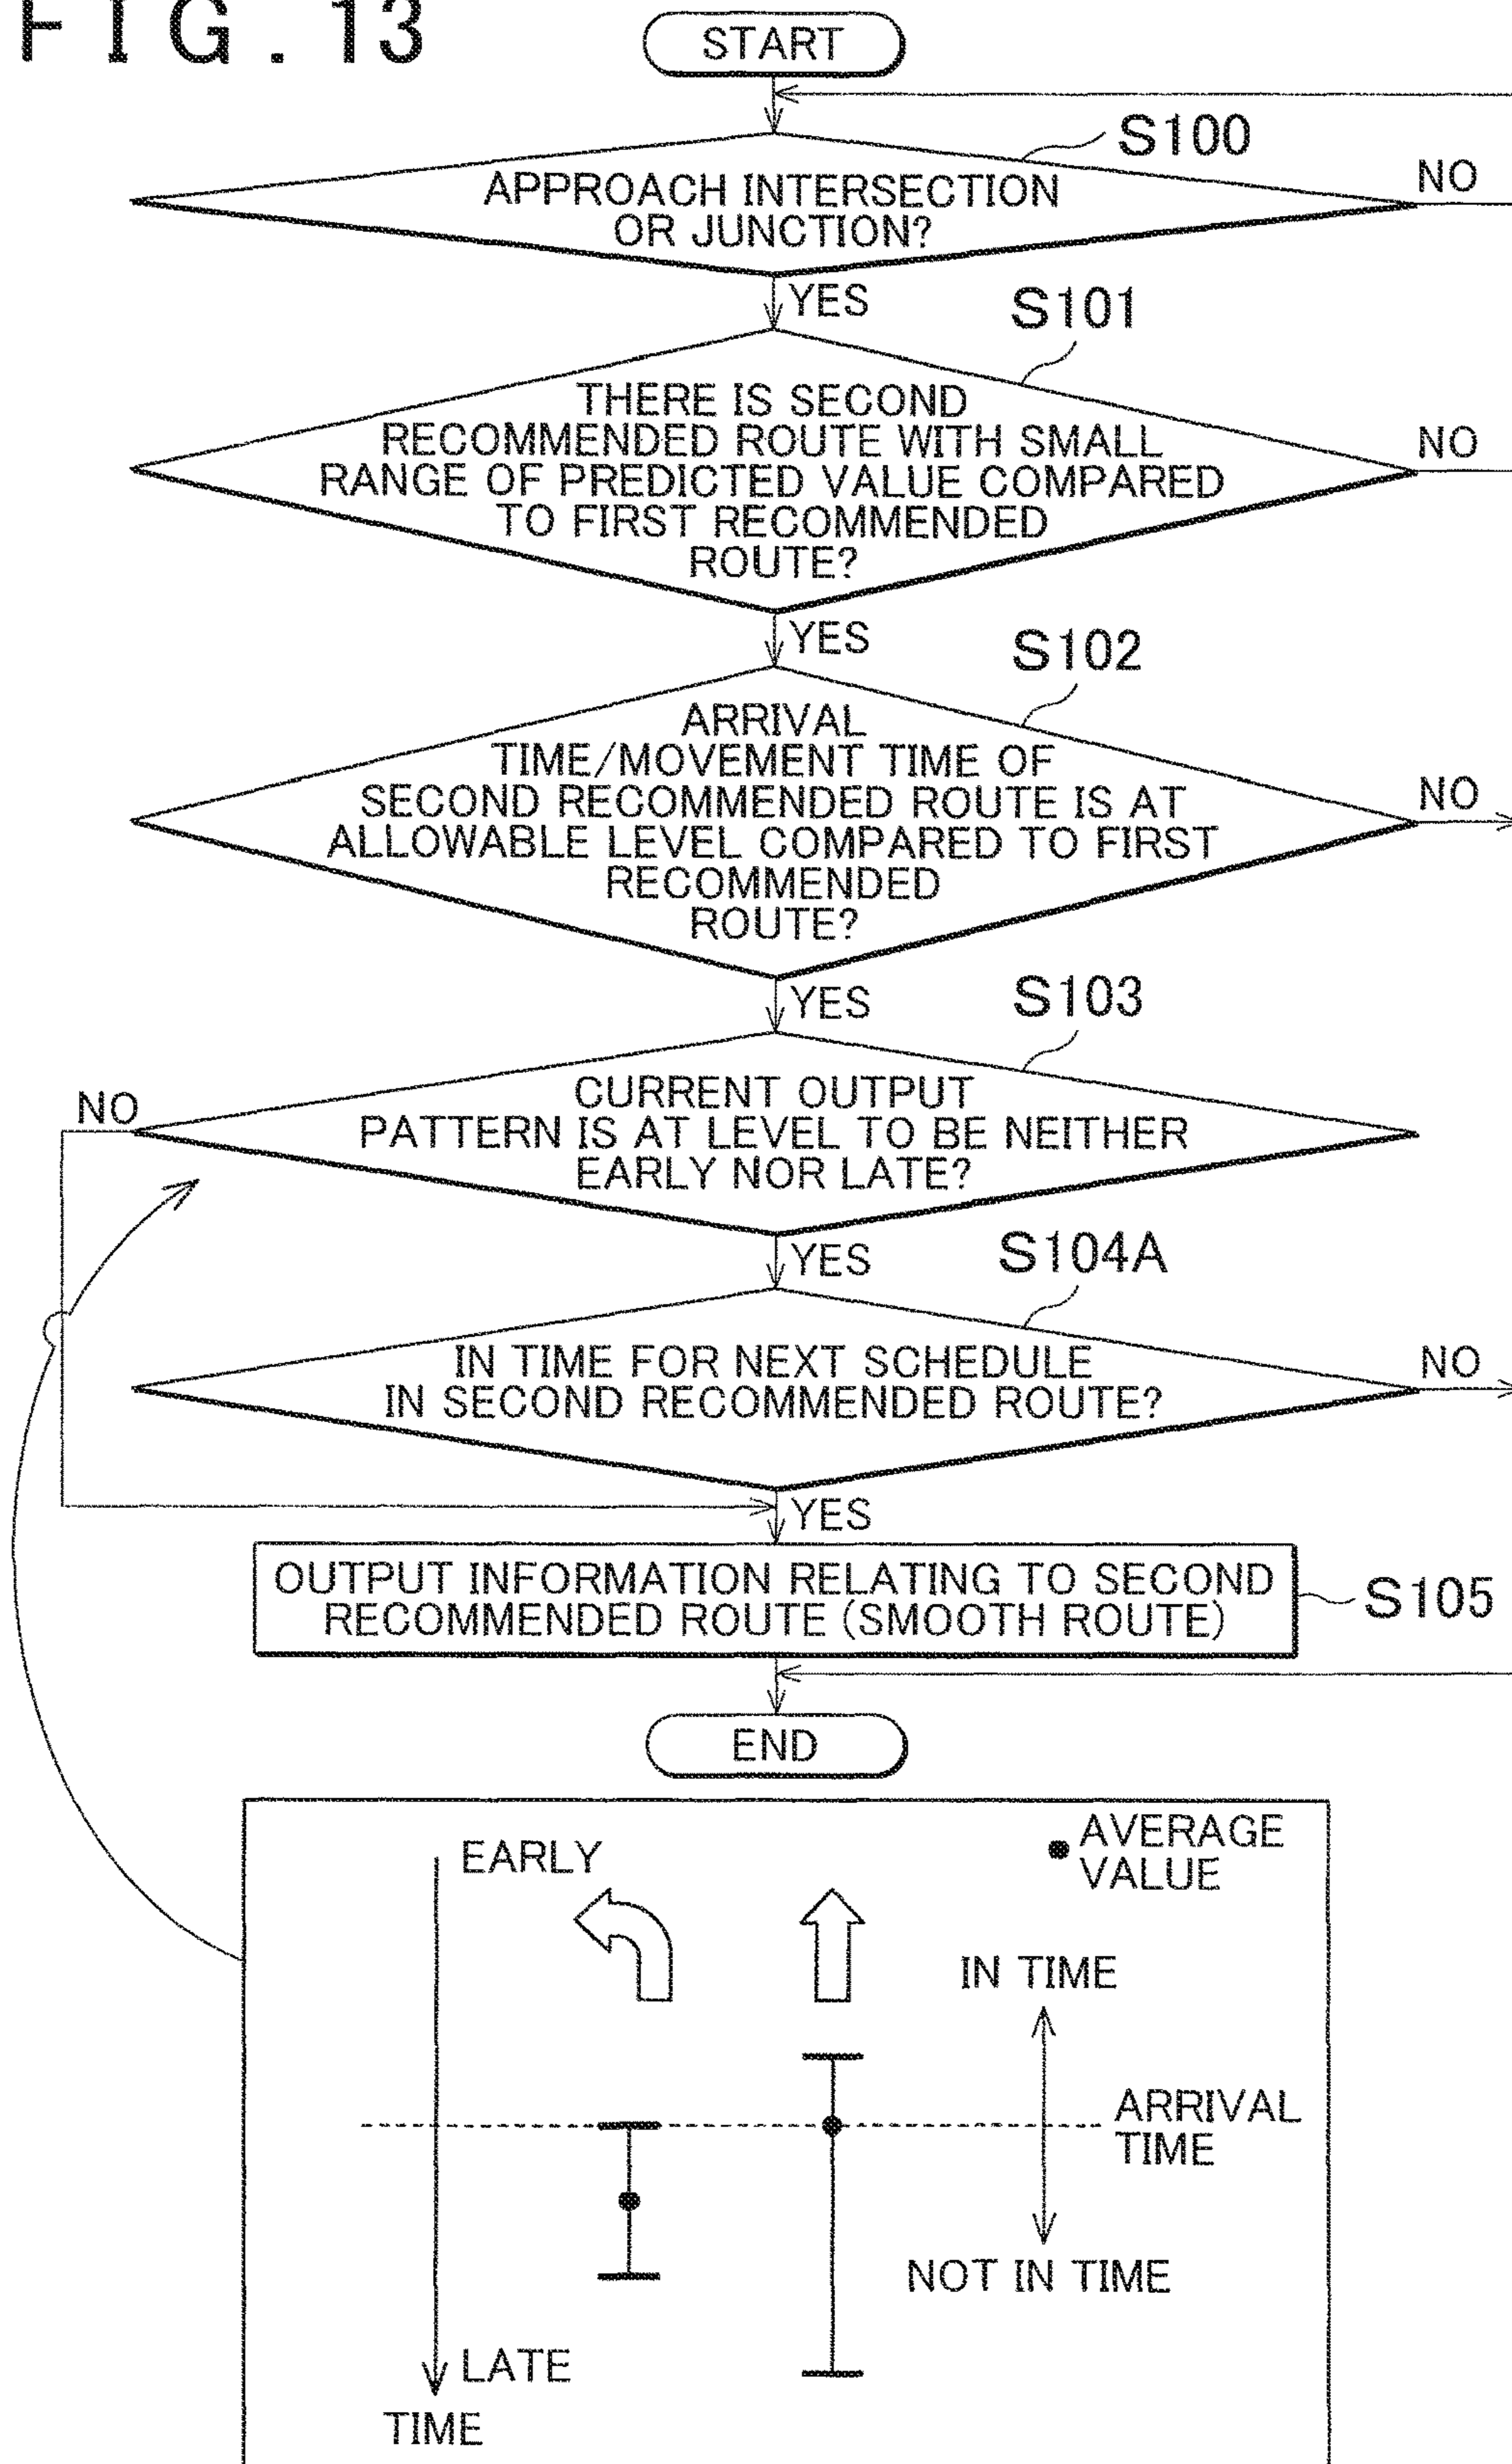 FIG.13
START
S100
APPROACH INTERSECTION
OR JUNCTION?
NO
YES
S101
THERE IS SECOND
RECOMMENDED ROUTE WITH SMALL
RANGE OF PREDICTED VALUE COMPARED
TO FIRST RECOMMENDED
ROUTE?
NO
YES
S102
ARRIVAL
TIME/MOVEMENT TIME OF
SECOND RECOMMENDED ROUTE IS AT
ALLOWABLE LEVEL COMPARED TO FIRST
RECOMMENDED
ROUTE?
NO
YES
S103
CURRENT OUTPUT
PATTERN IS AT LEVEL TO BE NEITHER
EARLY NOR LATE?
NO
YES
S104A
IN TIME FOR NEXT SCHEDULE
IN SECOND RECOMMENDED ROUTE?
NO
YES
OUTPUT INFORMATION RELATING TO SECOND
RECOMMENDED ROUTE (SMOOTH ROUTE)
S105
END
EARLY
AVERAGE
VALUE
IN TIME
ARRIVAL
TIME
NOT IN TIME
LATE
TIME